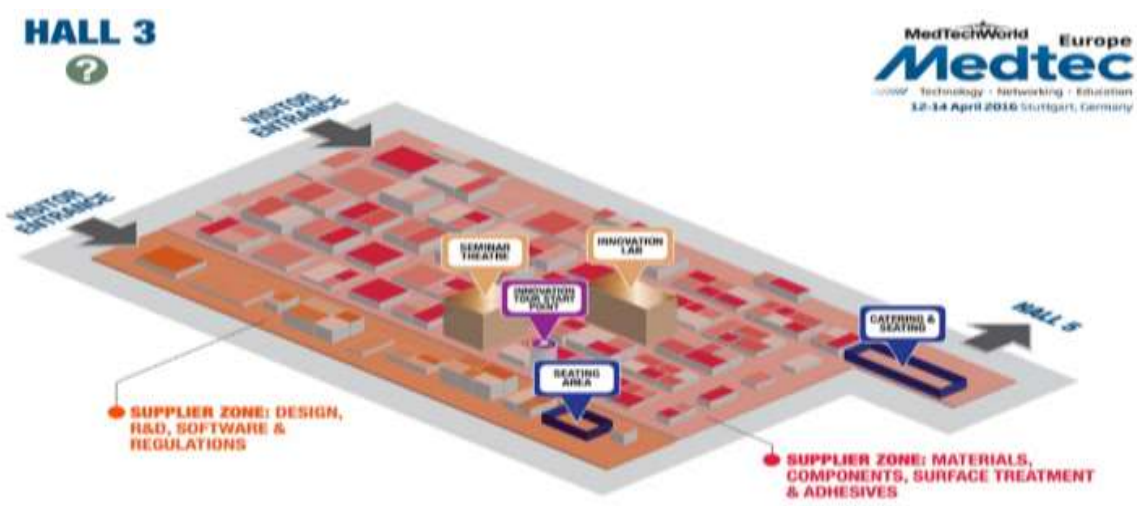 HALL 3
?
MedTechWorld
Europe
Medtec
Technology · Networking · Education
12-14 April 2016 Stuttgart, Germany
VISITOR
ENTRANCE
VISITOR
ENTRANCE
SEMINAR
THEATRE
INNOVATION
LAB
INNOVATION
TOUR START
POINT
CATERING &
SEATING
HALL 5
SEATING
AREA
SUPPLIER ZONE: DESIGN,
R&D, SOFTWARE &
REGULATIONS
SUPPLIER ZONE: MATERIALS,
COMPONENTS, SURFACE TREATMENT
& ADHESIVES